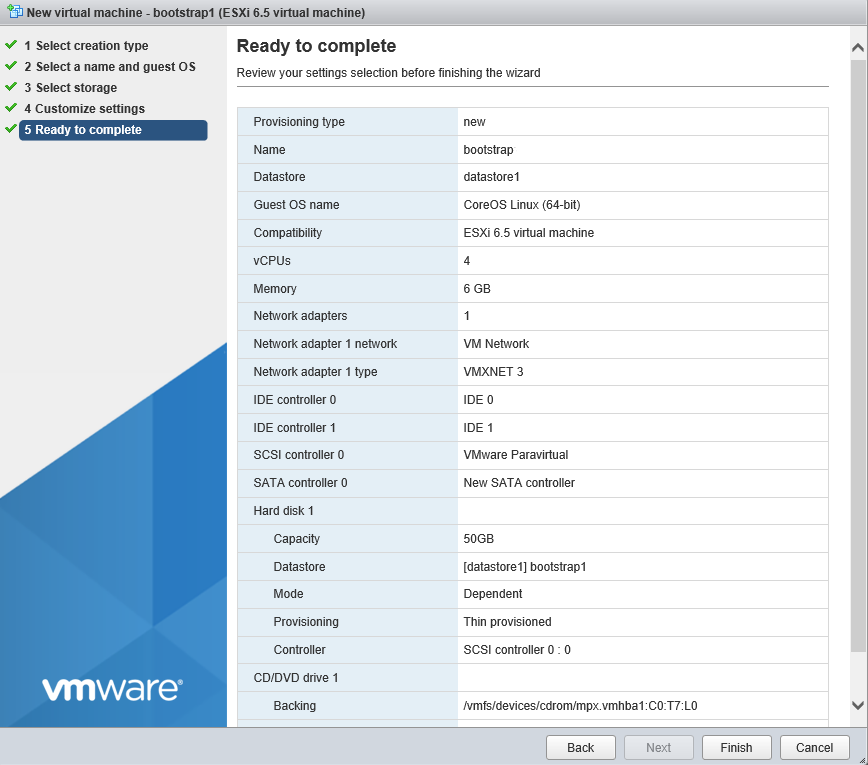 New virtual machine - bootstrap1 (ESXi 6.5 virtual machine)
1 Select creation type
2 Select a name and guest OS
3 Select storage
4 Customize settings
5 Ready to complete
vmware®
Ready to complete
Review your settings selection before finishing the wizard
Provisioning type new
Name bootstrap
Datastore datastore1
Guest OS name CoreOS Linux (64-bit)
Compatibility ESXi 6.5 virtual machine
vCPUs 4
Memory 6 GB
Network adapters 1
Network adapter 1 network VM Network
Network adapter 1 type VMXNET 3
IDE controller 0 IDE 0
IDE controller 1 IDE 1
SCSI controller 0 VMware Paravirtual
SATA controller 0 New SATA controller
Hard disk 1
Capacity 50GB
Datastore [datastore1] bootstrap1
Mode Dependent
Provisioning Thin provisioned
Controller SCSI controller 0 : 0
CD/DVD drive 1
Backing /vmfs/devices/cdrom/mpx.vmhba1:C0:T7:L0
Back Next Finish Cancel